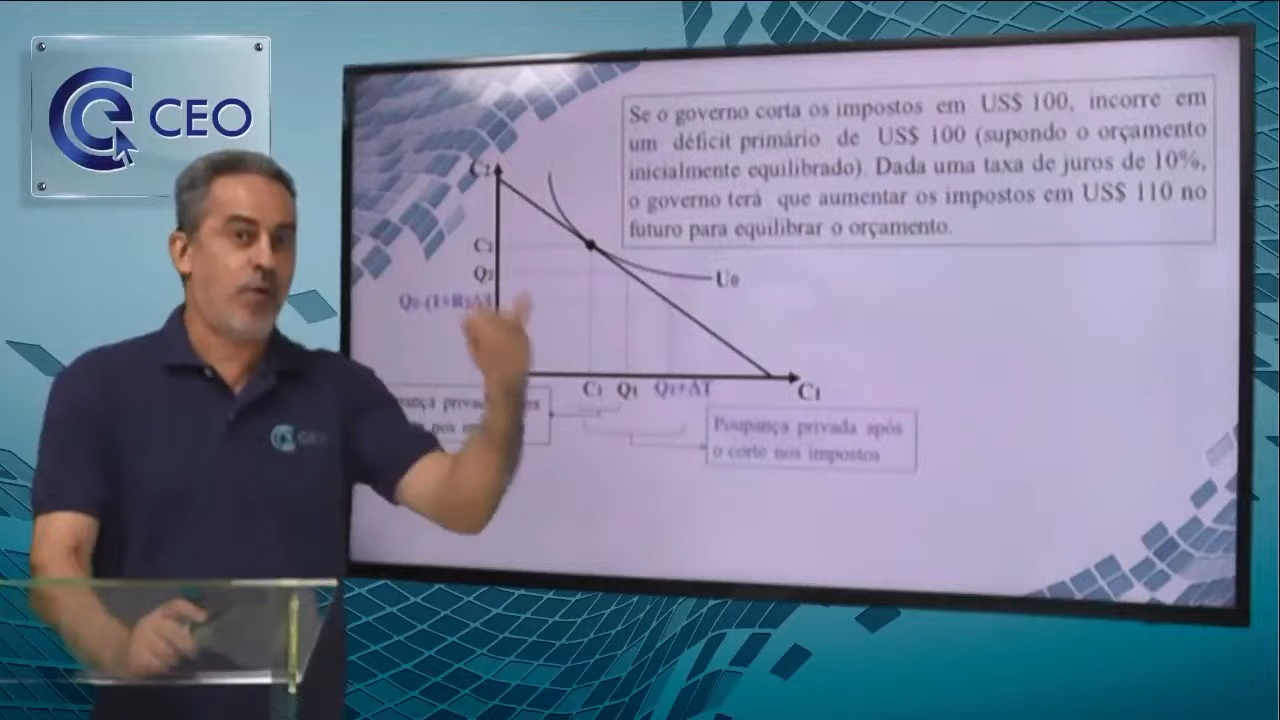 CEO
Se o governo corta os impostos em US$ 100, incorre em
um déficit primário de US$ 100 (supondo o orçamento
inicialmente equilibrado). Dada uma taxa de juros de 10%,
o governo terá que aumentar os impostos em US$ 110 no
futuro para equilibrar o orçamento.
C2
C2
Q2
U0
Q2-(1+R)ΔT
C1 Q1 Q1+ΔT
C1
Poupança privada após
o corte nos impostos
CEO